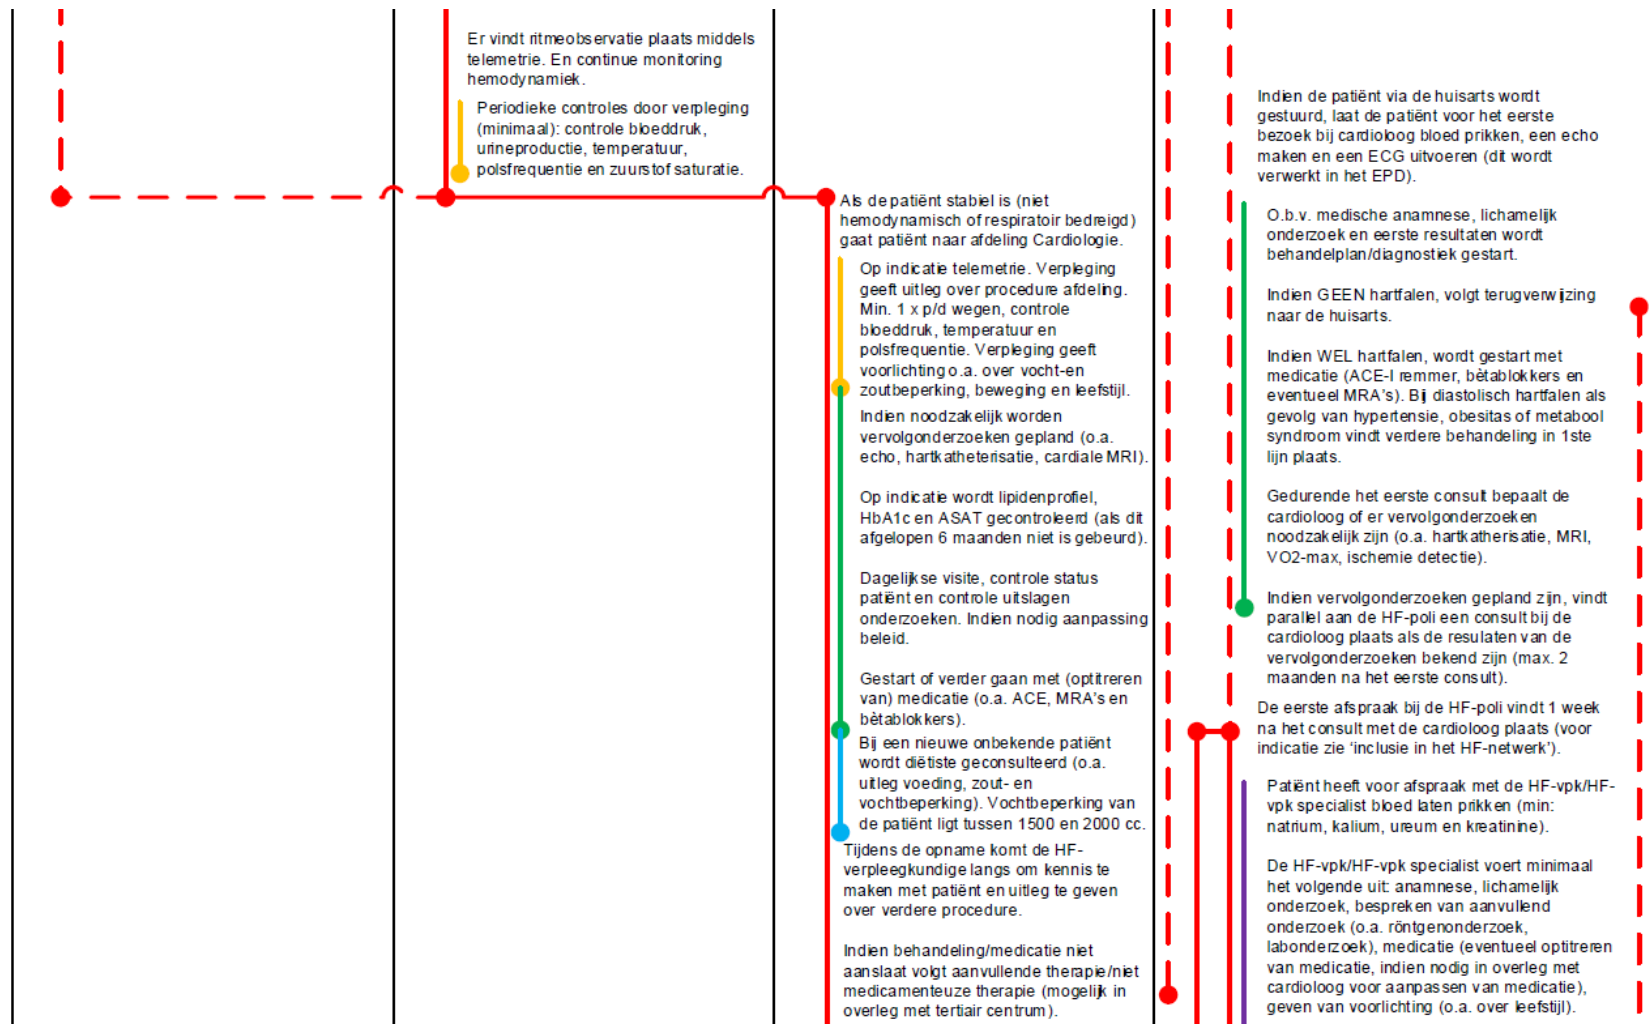 Er vindt ritmeobservatie plaats middels
telemetrie. En continue monitoring
hemodynamiek.
Periodieke controles door verpleging
(minimaal): controle bloeddruk,
urineproductie, temperatuur,
polsfrequentie en zuurstof saturatie.
Als de patiënt stabiel is (niet
hemodynamisch of respiratoir bedreigd)
gaat patiënt naar afdeling Cardiologie.
Op indicatie telemetrie. Verpleging
geeft uitleg over procedure afdeling.
Min. 1 x p/d wegen, controle
bloeddruk, temperatuur en
polsfrequentie. Verpleging geeft
voorlichting o.a. over vocht-en
zoutbeperking, beweging en leefstijl.
Indien noodzakelijk worden
vervolgonderzoeken gepland (o.a.
echo, hartkatheterisatie, cardiale MRI).
Op indicatie wordt lipidenprofiel,
HbA1c en ASAT gecontroleerd (als dit
afgelopen 6 maanden niet is gebeurd).
Dagelijkse visite, controle status
patiënt en controle uitslagen
onderzoeken. Indien nodig aanpassing
beleid.
Gestart of verder gaan met (optitreren
van) medicatie (o.a. ACE, MRA's en
bètablokkers).
Bij een nieuwe onbekende patiënt
wordt diëtiste geconsulteerd (o.a.
uitleg voeding, zout- en
vochtbeperking). Vochtbeperking van
de patiënt ligt tussen 1500 en 2000 cc.
Tijdens de opname komt de HF-
verpleegkundige langs om kennis te
maken met patiënt en uitleg te geven
over verdere procedure.
Indien behandeling/medicatie niet
aanslaat volgt aanvullende therapie/niet
medicamenteuze therapie (mogelijk in
overleg met tertiair centrum).
Indien de patiënt via de huisarts wordt
gestuurd, laat de patiënt voor het eerste
bezoek bij cardioloog bloed prikken, een echo
maken en een ECG uitvoeren (dit wordt
verwerkt in het EPD).
O.b.v. medische anamnese, lichamelijk
onderzoek en eerste resultaten wordt
behandelplan/diagnostiek gestart.
Indien GEEN hartfalen, volgt terugverwijzing
naar de huisarts.
Indien WEL hartfalen, wordt gestart met
medicatie (ACE-I remmer, bètablokkers en
eventueel MRA's). Bij diastolisch hartfalen als
gevolg van hypertensie, obesitas of metabool
syndroom vindt verdere behandeling in 1ste
lijn plaats.
Gedurende het eerste consult bepaalt de
cardioloog of er vervolgonderzoeken
noodzakelijk zijn (o.a. hartkatherisatie, MRI,
VO2-max, ischemie detectie).
Indien vervolgonderzoeken gepland zijn, vindt
parallel aan de HF-poli een consult bij de
cardioloog plaats als de resulaten van de
vervolgonderzoeken bekend zijn (max. 2
maanden na het eerste consult).
De eerste afspraak bij de HF-poli vindt 1 week
na het consult met de cardioloog plaats (voor
indicatie zie ‘inclusie in het HF-netwerk’).
Patiënt heeft voor afspraak met de HF-vpk/HF-
vpk specialist bloed laten prikken (min:
natrium, kalium, ureum en kreatinine).
De HF-vpk/HF-vpk specialist voert minimaal
het volgende uit: anamnese, lichamelijk
onderzoek, bespreken van aanvullend
onderzoek (o.a. röntgenonderzoek,
labonderzoek), medicatie (eventueel optitreren
van medicatie, indien nodig in overleg met
cardioloog voor aanpassen van medicatie),
geven van voorlichting (o.a. over leefstijl).